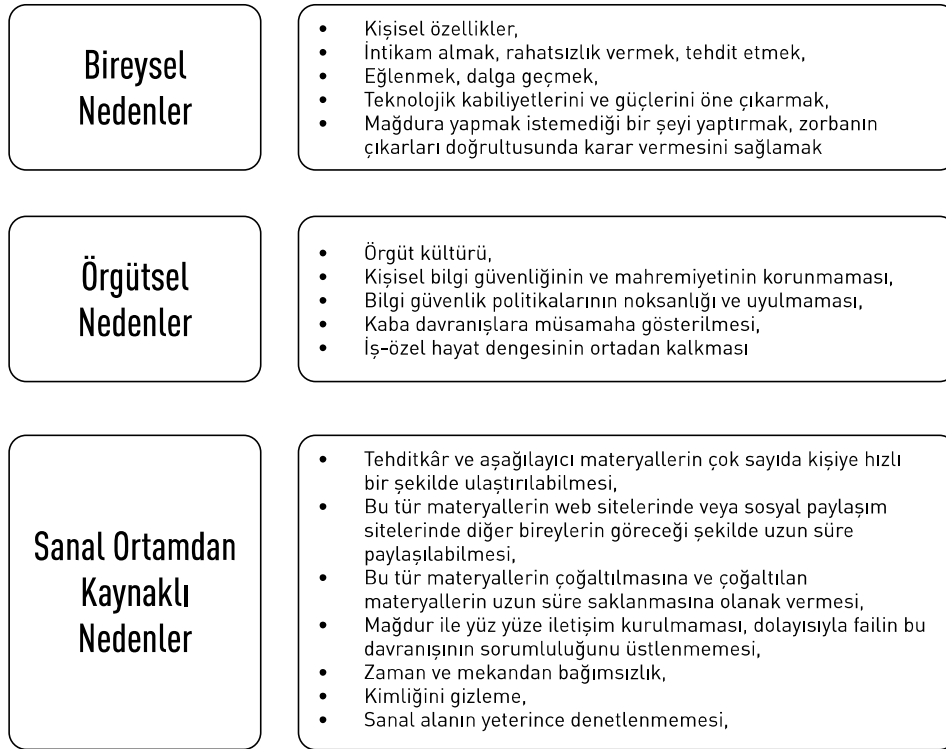 Bireysel
Nedenler
• Kişisel özellikler,
• İntikam almak, rahatsızlık vermek, tehdit etmek,
• Eğlenmek, dalga geçmek,
• Teknolojik kabiliyetlerini ve güçlerini öne çıkarmak,
• Mağdura yapmak istemediği bir şeyi yaptırmak, zorbanın
çıkarları doğrultusunda karar vermesini sağlamak
Örgütsel
Nedenler
• Örgüt kültürü,
• Kişisel bilgi güvenliğinin ve mahremiyetinin korunmaması,
• Bilgi güvenlik politikalarının noksanlığı ve uyulmaması,
• Kaba davranışlara müsamaha gösterilmesi,
• İş-özel hayat dengesinin ortadan kalkması
Sanal Ortamdan
Kaynaklı
Nedenler
• Tehditkâr ve aşağılayıcı materyallerin çok sayıda kişiye hızlı
bir şekilde ulaştırılabilmesi,
• Bu tür materyallerin web sitelerinde veya sosyal paylaşım
sitelerinde diğer bireylerin göreceği şekilde uzun süre
paylaşılabilmesi,
• Bu tür materyallerin çoğaltılmasına ve çoğaltılan
materyallerin uzun süre saklanmasına olanak vermesi,
• Mağdur ile yüz yüze iletişim kurulmaması, dolayısıyla failin bu
davranışının sorumluluğunu üstlenmemesi,
• Zaman ve mekandan bağımsızlık,
• Kimliğini gizleme,
• Sanal alanın yeterince denetlenmemesi,